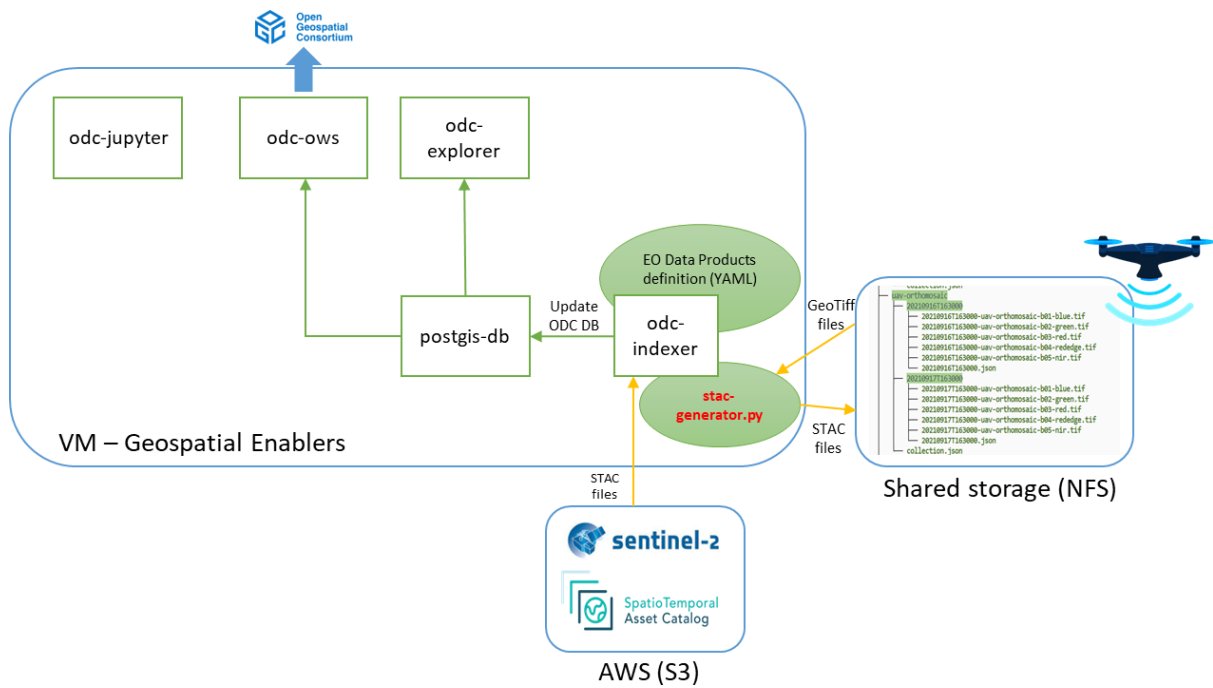 Open
Geospatial
Consortium
odc-jupyter
odc-ows
odc-
explorer
EO Data Products
definition (YAML)
GeoTiff
files
Update
ODC DB
postgis-db
odc-
indexer
stac-
generator.py
STAC
files
VM – Geospatial Enablers
collection.json
uav-orthomosaic
20210916T163000
20210916T163000-uav-orthomosaic-b01-blue.tif
20210916T163000-uav-orthomosaic-b02-green.tif
20210916T163000-uav-orthomosaic-b03-red.tif
20210916T163000-uav-orthomosaic-b04-rededge.tif
20210916T163000-uav-orthomosaic-b05-nir.tif
20210916T163000.json
20210917T163000
20210917T163000-uav-orthomosaic-b01-blue.tif
20210917T163000-uav-orthomosaic-b02-green.tif
20210917T163000-uav-orthomosaic-b03-red.tif
20210917T163000-uav-orthomosaic-b04-rededge.tif
20210917T163000-uav-orthomosaic-b05-nir.tif
20210917T163000.json
collection.json
Shared storage (NFS)
STAC
files
sentinel-2
SpatioTemporal
Asset Catalog
AWS (S3)